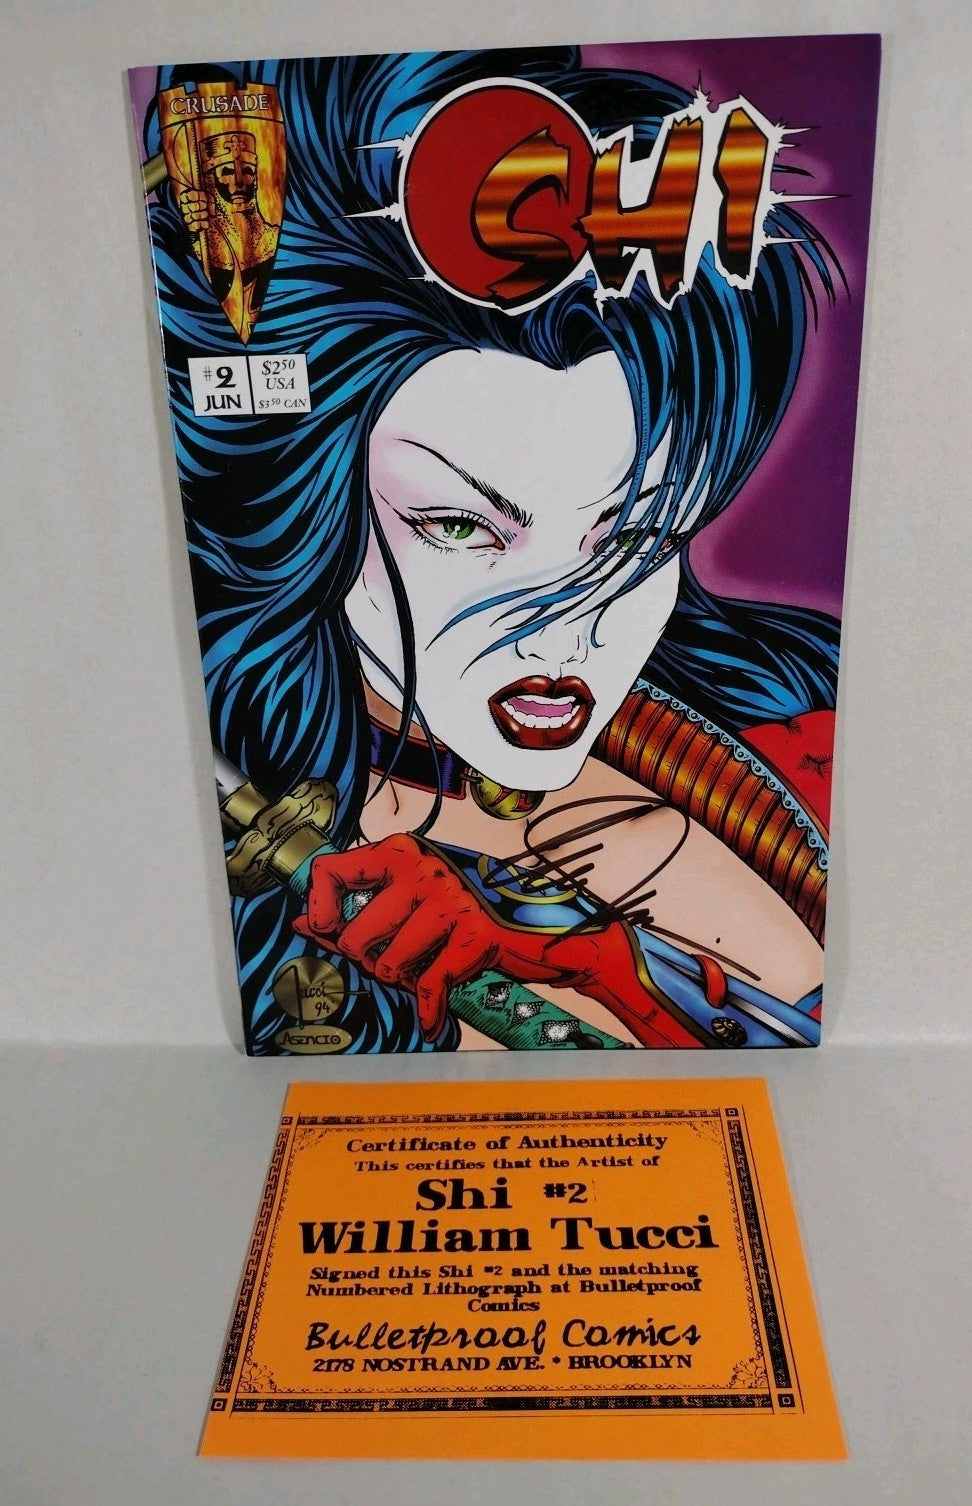 CRUSADE
SHI
#2
JUN
$2.50
USA
$3.50 CAN
Tucci
94
ASENCIO
Certificate of Authenticity
This certifies that the Artist of
Shi #2
William Tucci
Signed this Shi #2 and the matching
Numbered Lithograph at Bulletproof
Comics
Bulletproof Comics
2178 NOSTRAND AVE. * BROOKLYN